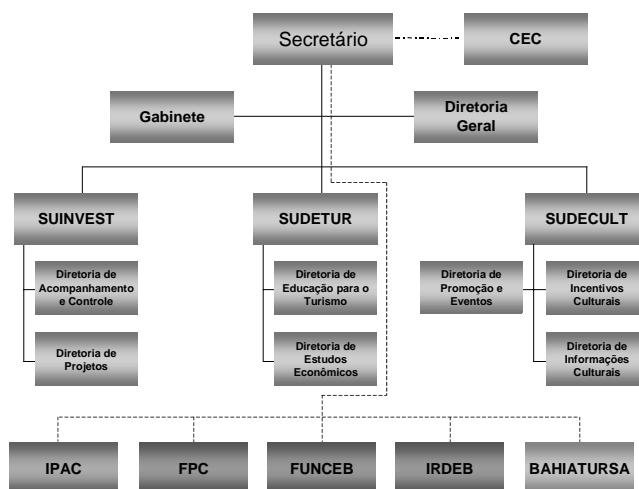 Secretário
CEC
Gabinete
Diretoria
Geral
SUINVEST
SUDETUR
SUDECULT
Diretoria de
Acompanhamento
e Controle
Diretoria de
Educação para o
Turismo
Diretoria de
Promoção e
Eventos
Diretoria de
Incentivos
Culturais
Diretoria de
Projetos
Diretoria de
Estudos
Econômicos
Diretoria de
Informações
Culturais
IPAC
FPC
FUNCEB
IRDEB
BAHIATURSA